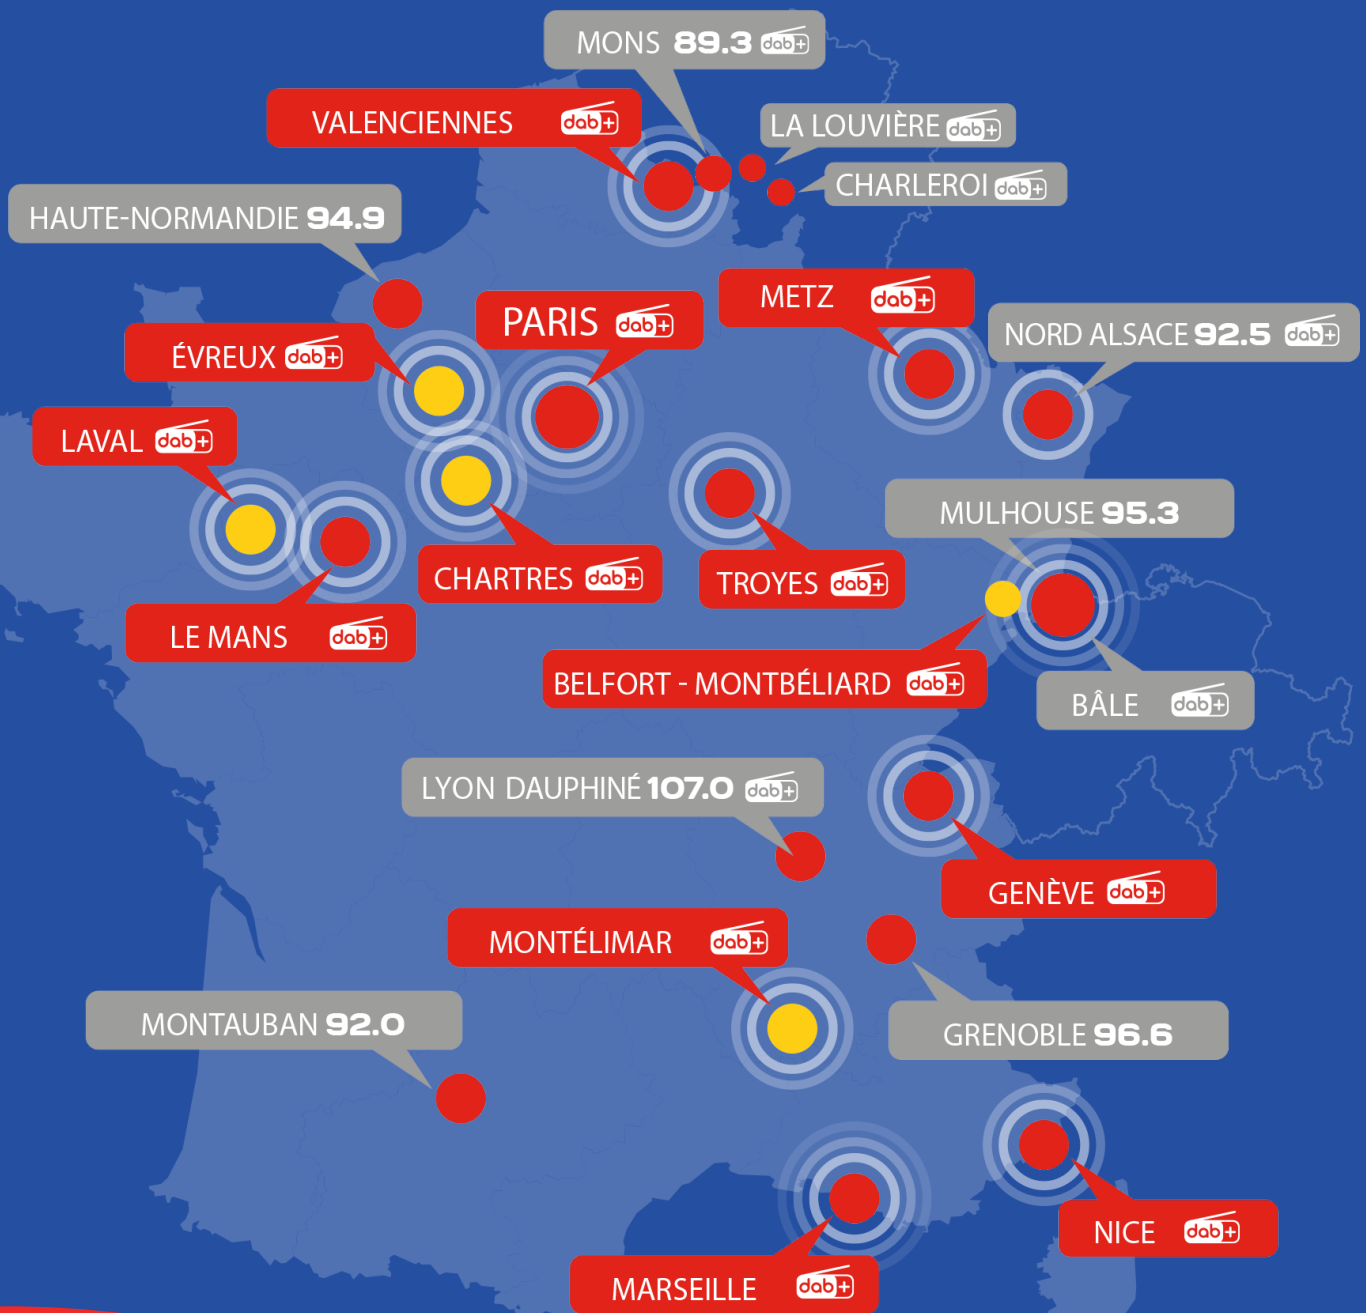 MONS 89.3 dab+
VALENCIENNES dab+
LA LOUVIÈRE dab+
CHARLEROI dab+
HAUTE-NORMANDIE 94.9
METZ dab+
PARIS dab+
NORD ALSACE 92.5 dab+
ÉVREUX dab+
LAVAL dab+
MULHOUSE 95.3
CHARTRES dab+
TROYES dab+
LE MANS dab+
BELFORT - MONTBÉLIARD dab+
BÂLE dab+
LYON DAUPHINÉ 107.0 dab+
GENÈVE dab+
MONTÉLIMAR dab+
MONTAUBAN 92.0
GRENOBLE 96.6
NICE dab+
MARSEILLE dab+